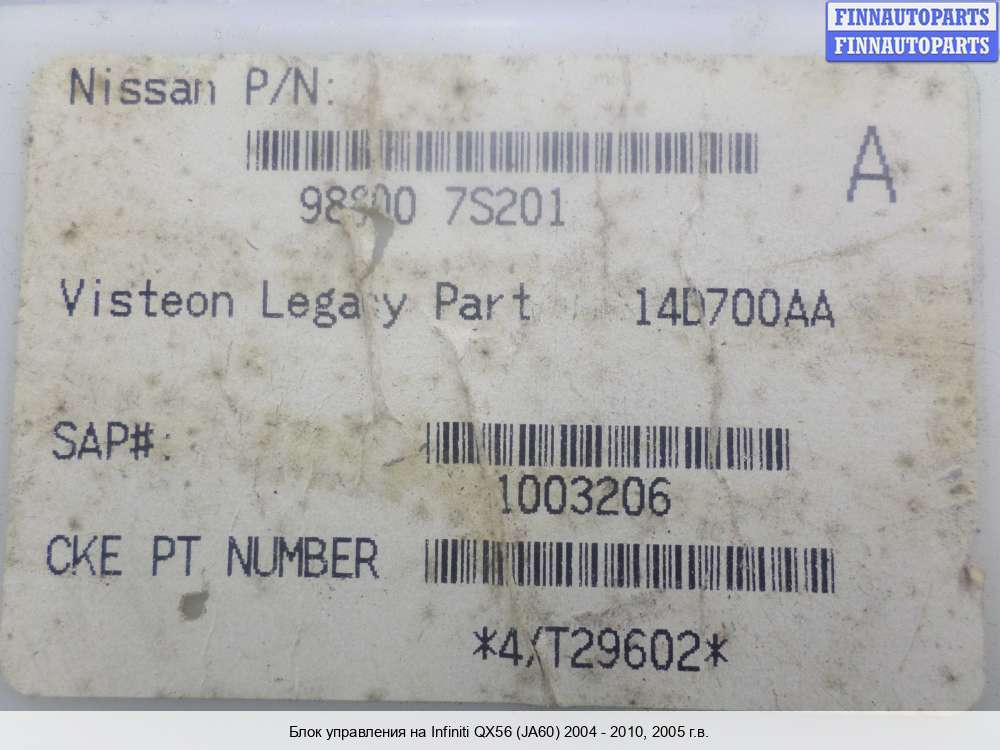 FINNAUTOPARTS
FINNAUTOPARTS
Nissan P/N:
A
98800 7S201
Visteon Legacy Part 14D700AA
SAP#:
1003206
CKE PT NUMBER
*4/T29602*
Блок управления на Infiniti QX56 (JA60) 2004 - 2010, 2005 г.в.